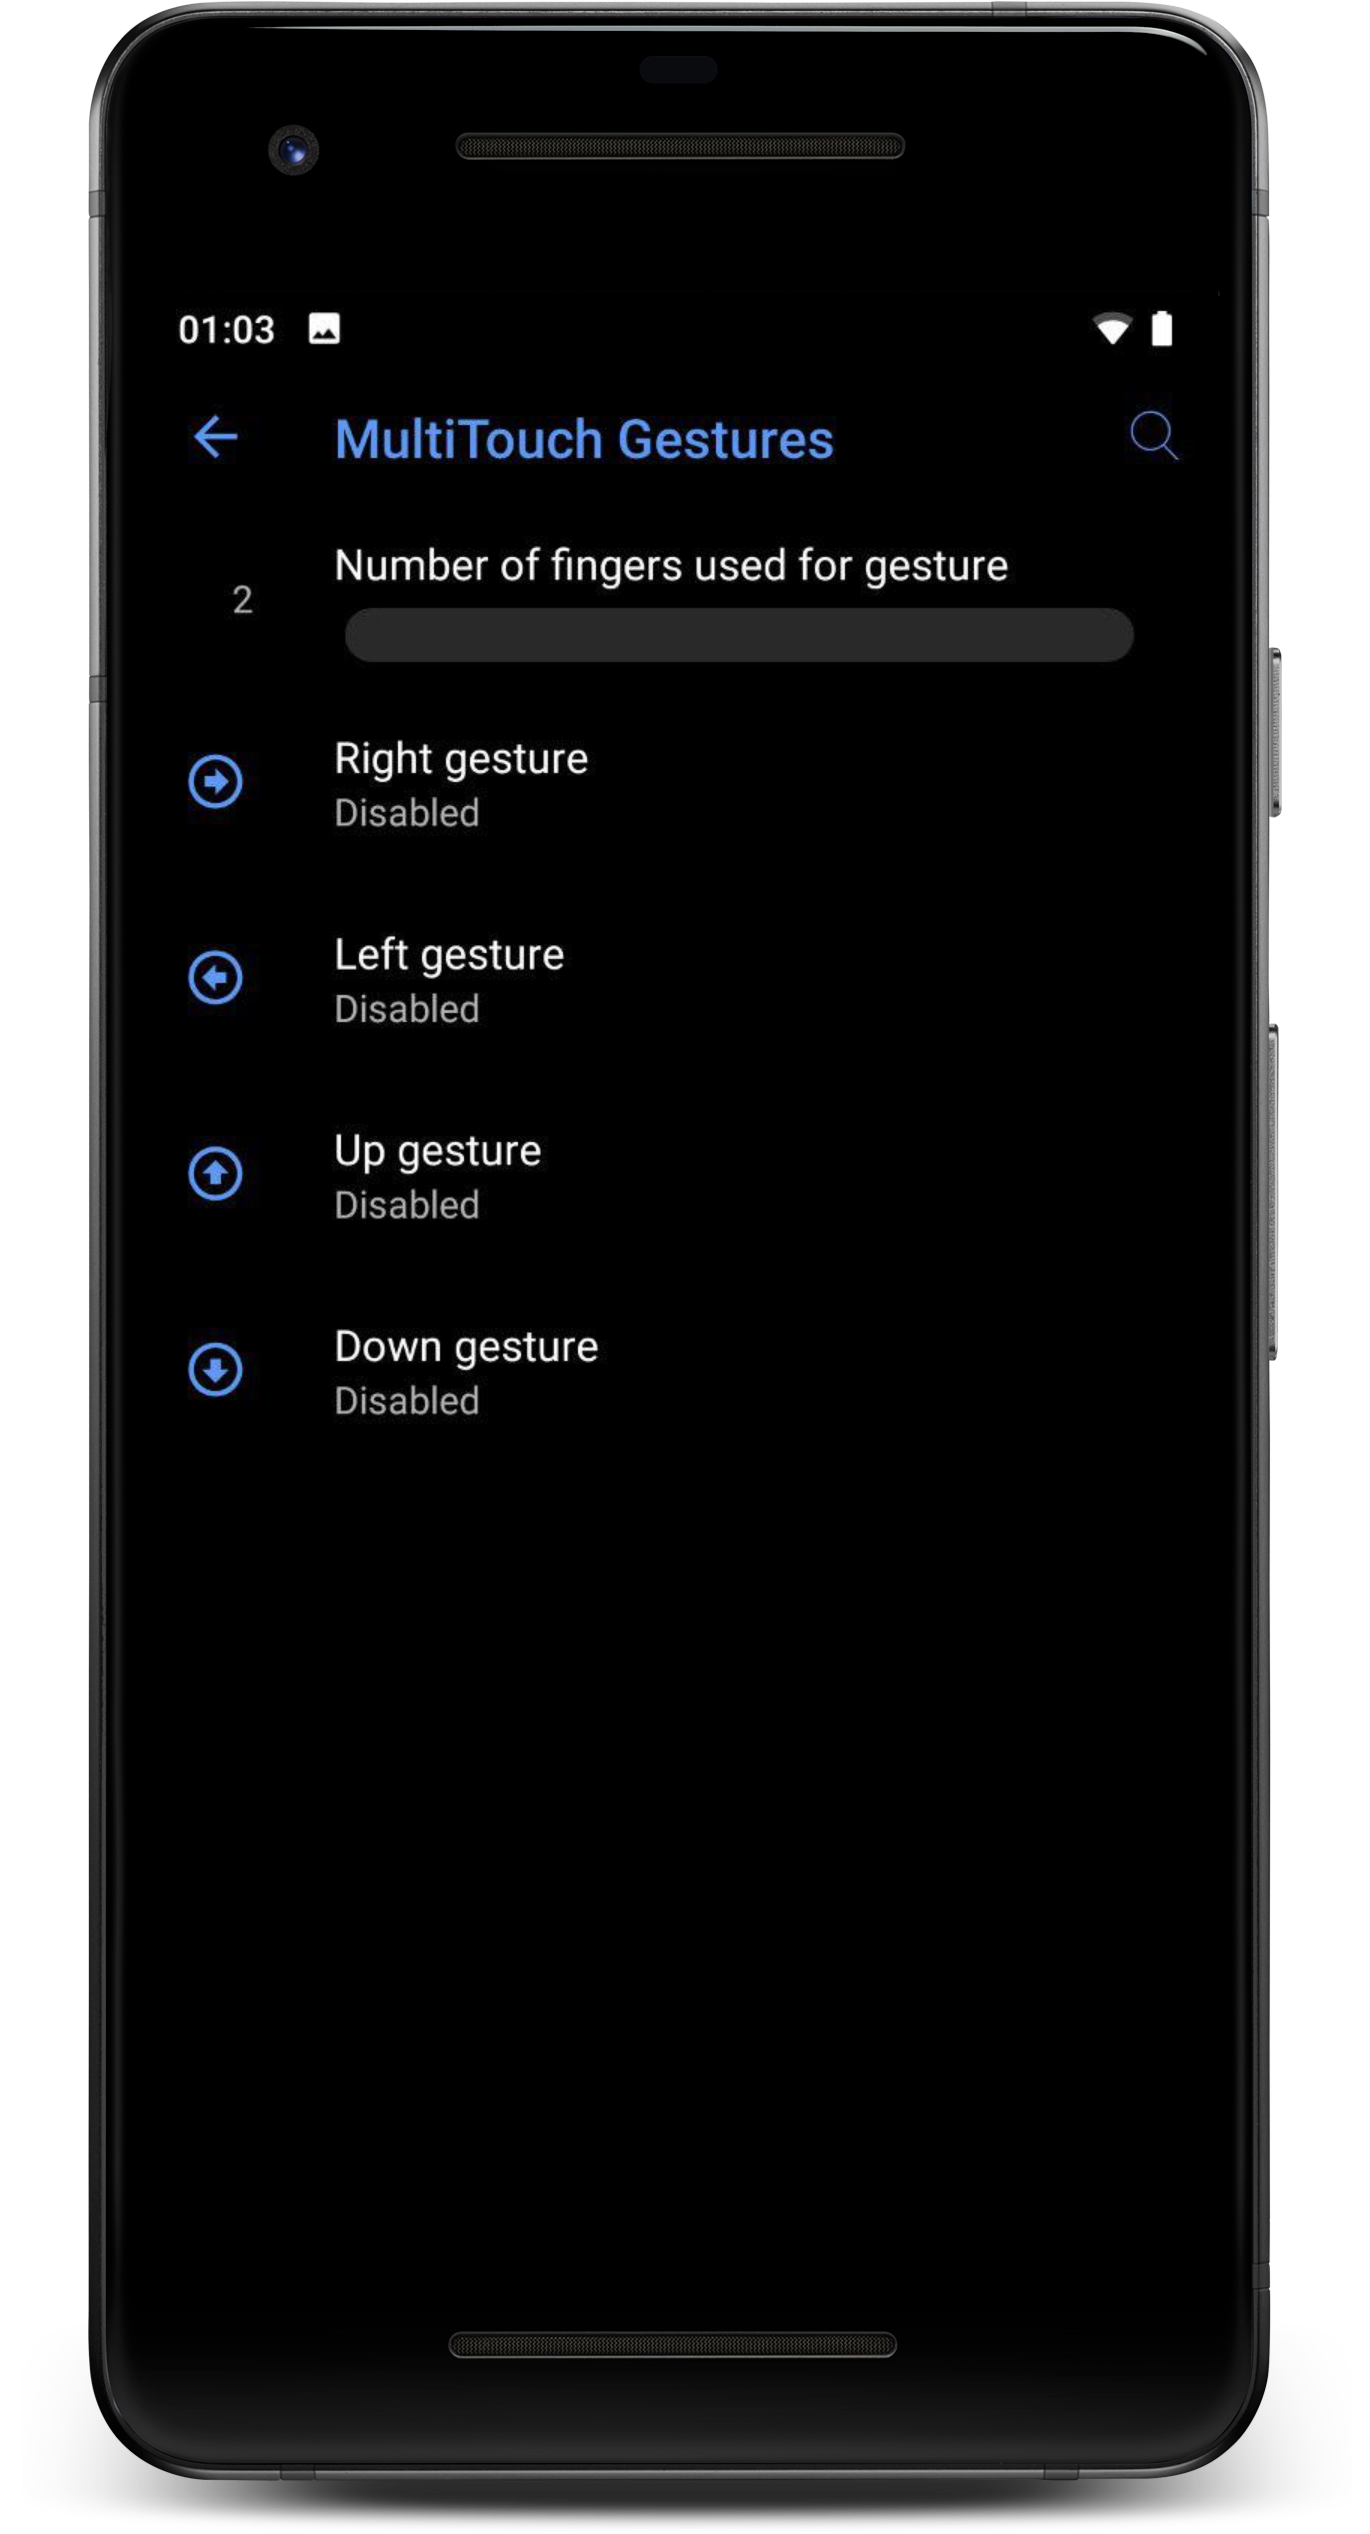 01:03
MultiTouch Gestures
Number of fingers used for gesture
2
Right gesture
Disabled
Left gesture
Disabled
Up gesture
Disabled
Down gesture
Disabled